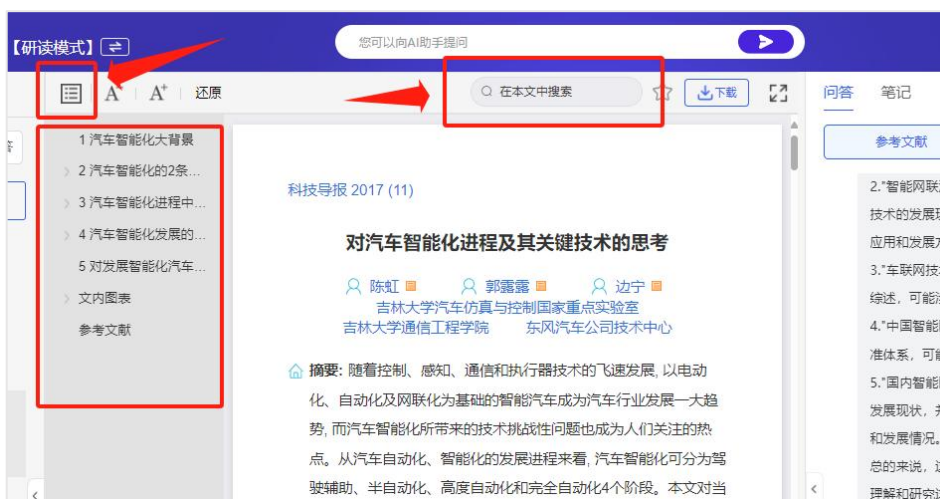 【研读模式】
您可以向AI助手提问
A⁻ A⁺ 还原
在本文中搜索
下载
问答 笔记
1 汽车智能化大背景
2 汽车智能化的2条...
3 汽车智能化进程中...
4 汽车智能化发展的...
5 对发展智能化汽车...
文内图表
参考文献
科技导报 2017 (11)
对汽车智能化进程及其关键技术的思考
陈虹 郭露露 边宁
吉林大学汽车仿真与控制国家重点实验室
吉林大学通信工程学院 东风汽车公司技术中心
摘要: 随着控制、感知、通信和执行器技术的飞速发展, 以电动
化、自动化及网联化为基础的智能汽车成为汽车行业发展一大趋
势, 而汽车智能化所带来的技术挑战性问题也成为人们关注的热
点。从汽车自动化、智能化的发展进程来看, 汽车智能化可分为驾
驶辅助、半自动化、高度自动化和完全自动化4个阶段。本文对当
参考文献
2."智能网联
技术的发展
应用和发展
3."车联网技
综述，可能
4."中国智能
准体系，可
5."国内智能
发展现状，
和发展情况。
总的来说，
理解和研究